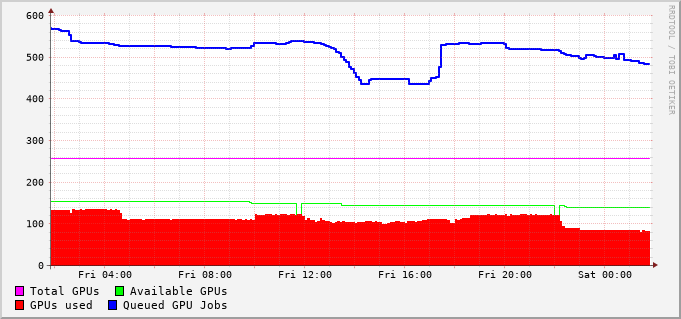 600
500
400
300
200
100
0
Fri 04:00 Fri 08:00 Fri 12:00 Fri 16:00 Fri 20:00 Sat 00:00
Total GPUs Available GPUs
GPUs used Queued GPU Jobs
RRDTOOL / TOBI OETIKER